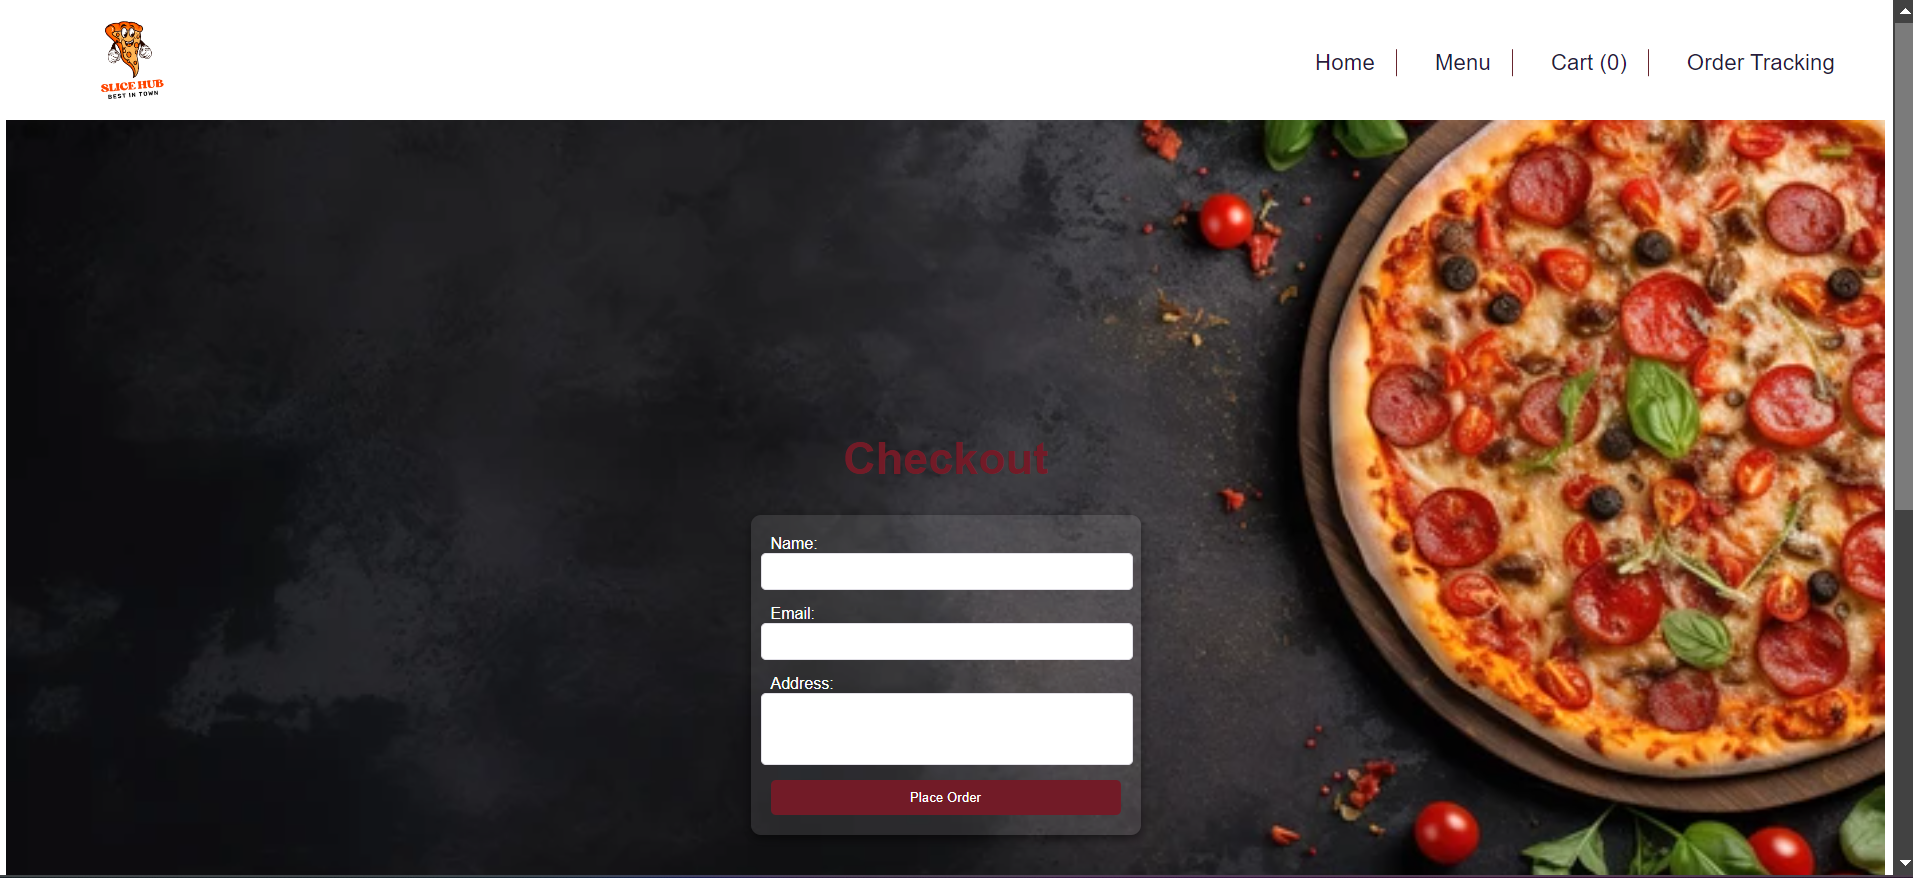 SLICE HUB
BEST IN TOWN
Home
Menu
Cart (0)
Order Tracking
Checkout
Name:
Email:
Address:
Place Order